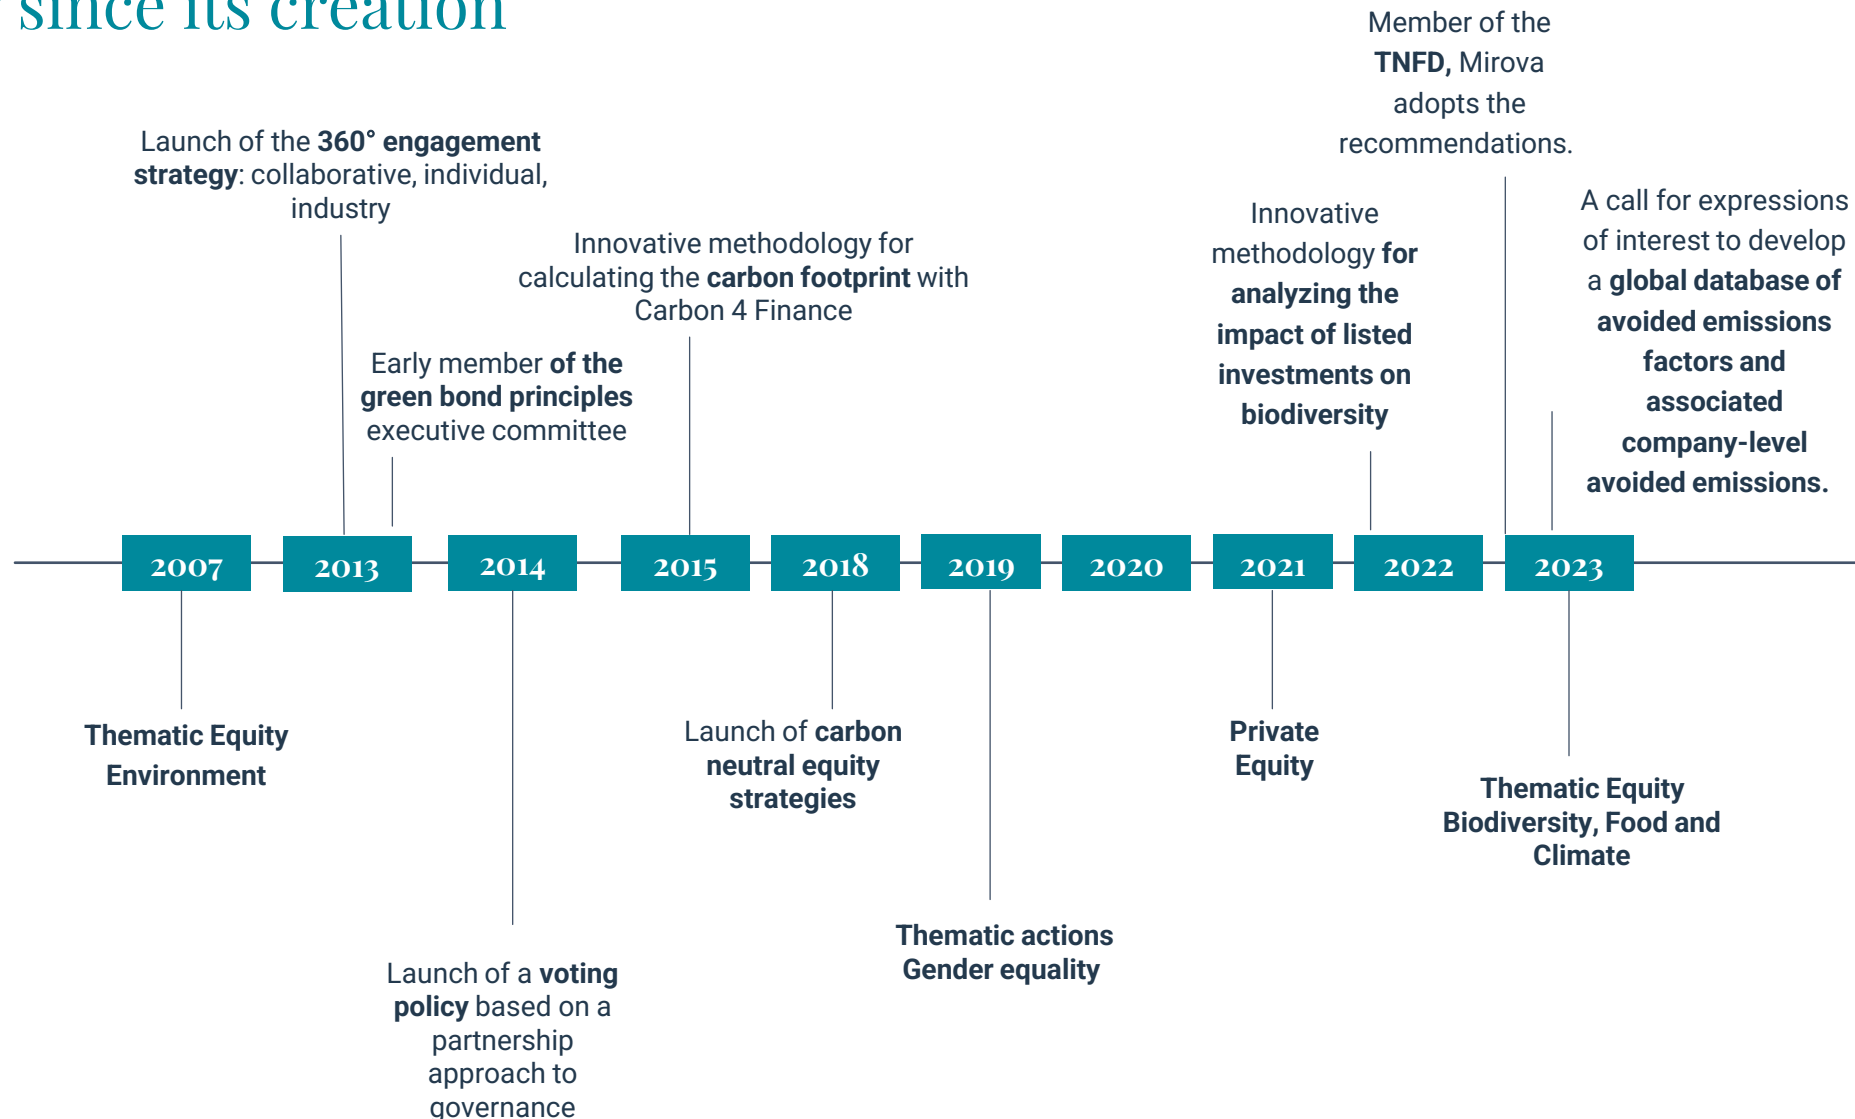 since its creation
Member of the
TNFD, Mirova
adopts the
recommendations.
Launch of the 360° engagement
strategy: collaborative, individual,
industry
A call for expressions
of interest to develop
a global database of
avoided emissions
factors and
associated
company-level
avoided emissions.
Innovative
methodology for
analyzing the
impact of listed
investments on
biodiversity
Innovative methodology for
calculating the carbon footprint with
Carbon 4 Finance
Early member of the
green bond principles
executive committee
2007
2013
2014
2015
2018
2019
2020
2021
2022
2023
Thematic Equity
Environment
Launch of carbon
neutral equity
strategies
Private
Equity
Thematic Equity
Biodiversity, Food and
Climate
Thematic actions
Gender equality
Launch of a voting
policy based on a
partnership
approach to
governance